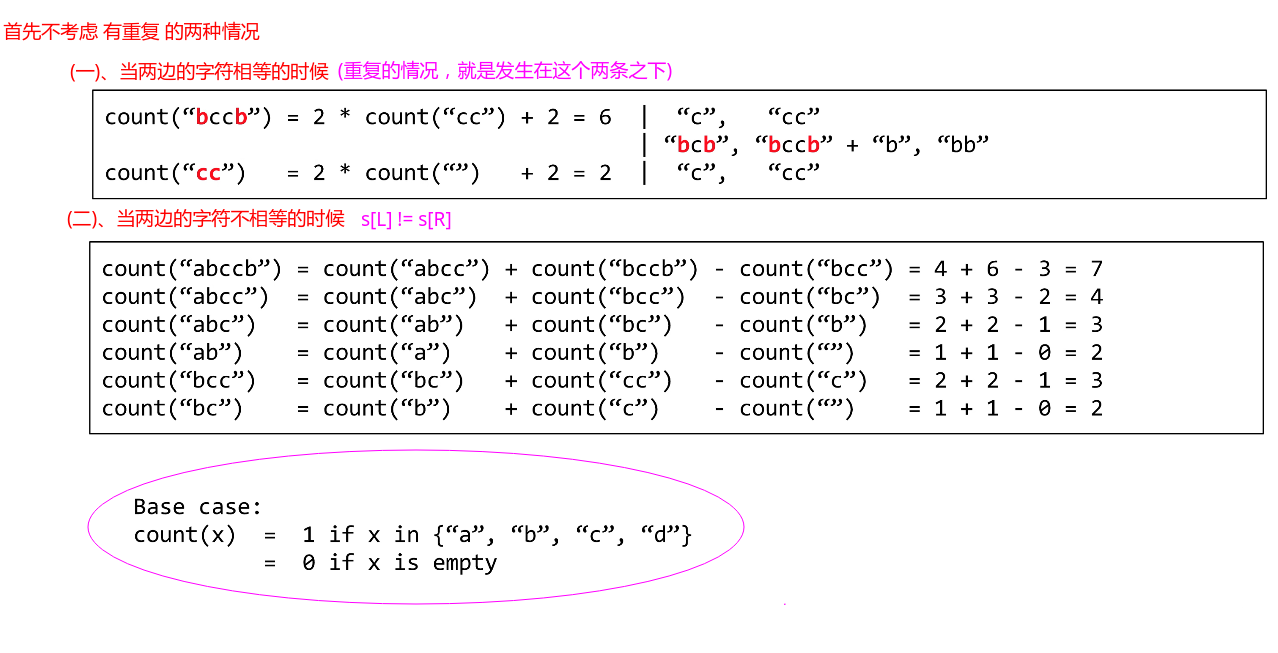 首先不考虑 有重复 的两种情况
(一)、当两边的字符相等的时候 (重复的情况，就是发生在这个两条之下)
count(“bccb”) = 2 * count(“cc”) + 2 = 6 | “c”, “cc”
| “bcb”, “bccb” + “b”, “bb”
count(“cc”) = 2 * count(“”) + 2 = 2 | “c”, “cc”
(二)、当两边的字符不相等的时候 s[L] != s[R]
count(“abccb”) = count(“abcc”) + count(“bccb”) - count(“bcc”) = 4 + 6 - 3 = 7
count(“abcc”) = count(“abc”) + count(“bcc”) - count(“bc”) = 3 + 3 - 2 = 4
count(“abc”) = count(“ab”) + count(“bc”) - count(“b”) = 2 + 2 - 1 = 3
count(“ab”) = count(“a”) + count(“b”) - count(“”) = 1 + 1 - 0 = 2
count(“bcc”) = count(“bc”) + count(“cc”) - count(“c”) = 2 + 2 - 1 = 3
count(“bc”) = count(“b”) + count(“c”) - count(“”) = 1 + 1 - 0 = 2
Base case:
count(x) = 1 if x in {“a”, “b”, “c”, “d”}
= 0 if x is empty